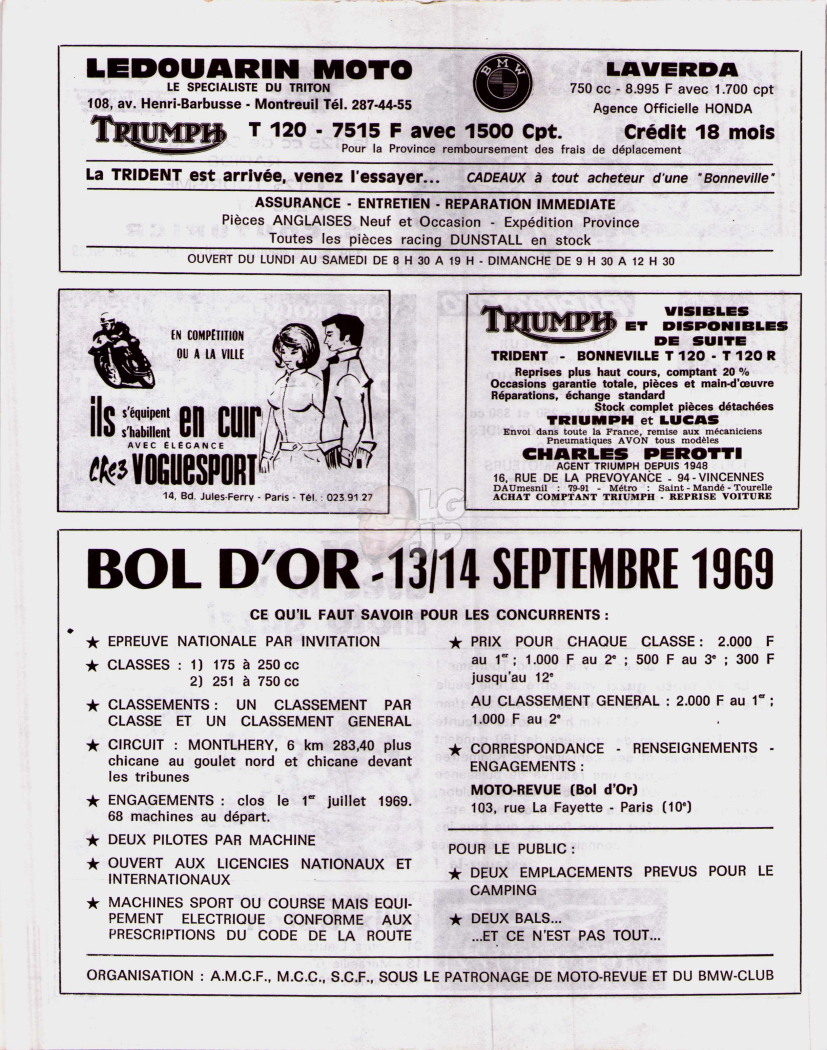 LEDOUARIN MOTO
LE SPECIALISTE DU TRITON
108, av. Henri-Barbusse - Montreuil Tél. 287-44-55
BMW
LAVERDA
750 cc - 8.995 F avec 1.700 cpt
Agence Officielle HONDA
TRIUMPH T 120 - 7515 F avec 1500 Cpt. Crédit 18 mois
Pour la Province remboursement des frais de déplacement
La TRIDENT est arrivée, venez l'essayer... CADEAUX à tout acheteur d'une "Bonneville"
ASSURANCE - ENTRETIEN - REPARATION IMMEDIATE
Pièces ANGLAISES Neuf et Occasion - Expédition Province
Toutes les pièces racing DUNSTALL en stock
OUVERT DU LUNDI AU SAMEDI DE 8 H 30 A 19 H - DIMANCHE DE 9 H 30 A 12 H 30
EN COMPÉTITION
OU A LA VILLE
ils s'équipent s'habillent en cuir
AVEC ELÉGANCE
chez VOGUESPORT
14, Bd. Jules-Ferry - Paris - Tél. : 023.91 27
TRIUMPH VISIBLES
ET DISPONIBLES
DE SUITE
TRIDENT - BONNEVILLE T 120 - T 120 R
Reprises plus haut cours, comptant 20 %
Occasions garantie totale, pièces et main-d'œuvre
Réparations, échange standard
Stock complet pièces détachées
TRIUMPH et LUCAS
Envoi dans toute la France, remise aux mécaniciens
Pneumatiques AVON tous modèles
CHARLES PEROTTI
AGENT TRIUMPH DEPUIS 1948
16, RUE DE LA PREVOYANCE - 94 - VINCENNES
DAUmesnil : 79-91 - Métro : Saint-Mandé-Tourelle
ACHAT COMPTANT TRIUMPH - REPRISE VOITURE
LG
JP
BOL D'OR - 13/14 SEPTEMBRE 1969
CE QU'IL FAUT SAVOIR POUR LES CONCURRENTS :
★ EPREUVE NATIONALE PAR INVITATION
★ CLASSES : 1) 175 à 250 cc
2) 251 à 750 cc
★ CLASSEMENTS : UN CLASSEMENT PAR
CLASSE ET UN CLASSEMENT GENERAL
★ CIRCUIT : MONTLHERY, 6 km 283,40 plus
chicane au goulet nord et chicane devant
les tribunes
★ ENGAGEMENTS : clos le 1er juillet 1969.
68 machines au départ.
★ DEUX PILOTES PAR MACHINE
★ OUVERT AUX LICENCIES NATIONAUX ET
INTERNATIONAUX
★ MACHINES SPORT OU COURSE MAIS EQUI-
PEMENT ELECTRIQUE CONFORME AUX
PRESCRIPTIONS DU CODE DE LA ROUTE
★ PRIX POUR CHAQUE CLASSE : 2.000 F
au 1er ; 1.000 F au 2e ; 500 F au 3e ; 300 F
jusqu'au 12e
AU CLASSEMENT GENERAL : 2.000 F au 1er ;
1.000 F au 2e
★ CORRESPONDANCE - RENSEIGNEMENTS -
ENGAGEMENTS :
MOTO-REVUE (Bol d'Or)
103, rue La Fayette - Paris (10e)
POUR LE PUBLIC :
★ DEUX EMPLACEMENTS PREVUS POUR LE
CAMPING
★ DEUX BALS...
...ET CE N'EST PAS TOUT...
ORGANISATION : A.M.C.F., M.C.C., S.C.F., SOUS LE PATRONAGE DE MOTO-REVUE ET DU BMW-CLUB